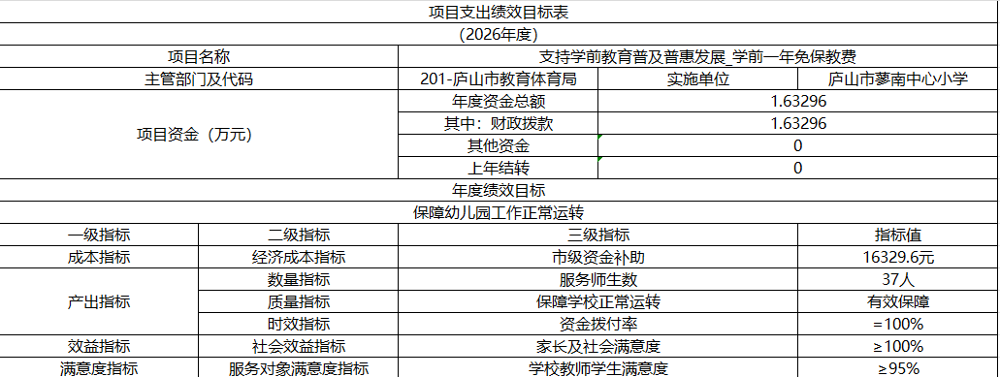 项目支出绩效目标表
（2026年度）
项目名称 支持学前教育普及普惠发展_学前一年免保教费
主管部门及代码 201-庐山市教育体育局 实施单位 庐山市蓼南中心小学
项目资金（万元） 年度资金总额 1.63296
其中：财政拨款 1.63296
其他资金 0
上年结转 0
年度绩效目标
保障幼儿园工作正常运转
一级指标 二级指标 三级指标 指标值
成本指标 经济成本指标 市级资金补助 16329.6元
产出指标 数量指标 服务师生数 37人
质量指标 保障学校正常运转 有效保障
时效指标 资金拨付率 =100%
效益指标 社会效益指标 家长及社会满意度 ≥100%
满意度指标 服务对象满意度指标 学校教师学生满意度 ≥95%